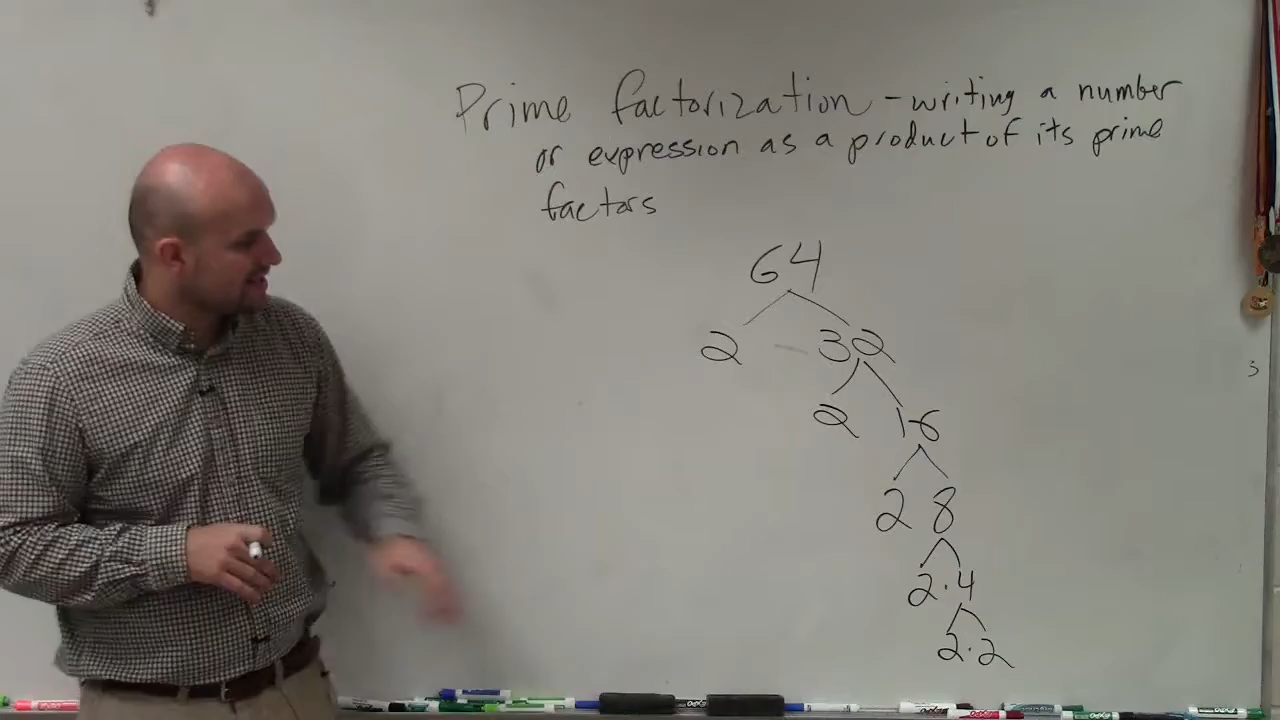 Prime factorization - writing a number
or expression as a product of its prime
factors
64
2 32
2 16
2 8
2 · 4
2 · 2